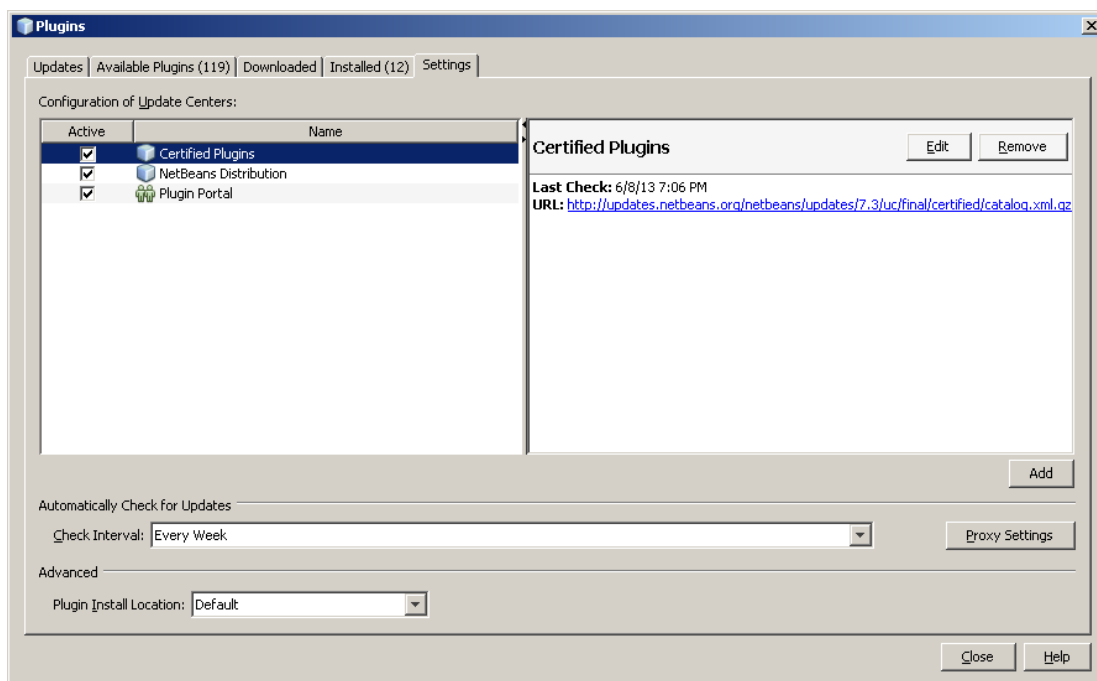 Plugins
Updates Available Plugins (119) Downloaded Installed (12) Settings
Configuration of Update Centers:
Active Name
Certified Plugins
NetBeans Distribution
Plugin Portal
Certified Plugins Edit Remove
Last Check: 6/8/13 7:06 PM
URL: http://updates.netbeans.org/netbeans/updates/7.3/uc/final/certified/catalog.xml.gz
Add
Automatically Check for Updates
Check Interval: Every Week Proxy Settings
Advanced
Plugin Install Location: Default
Close Help